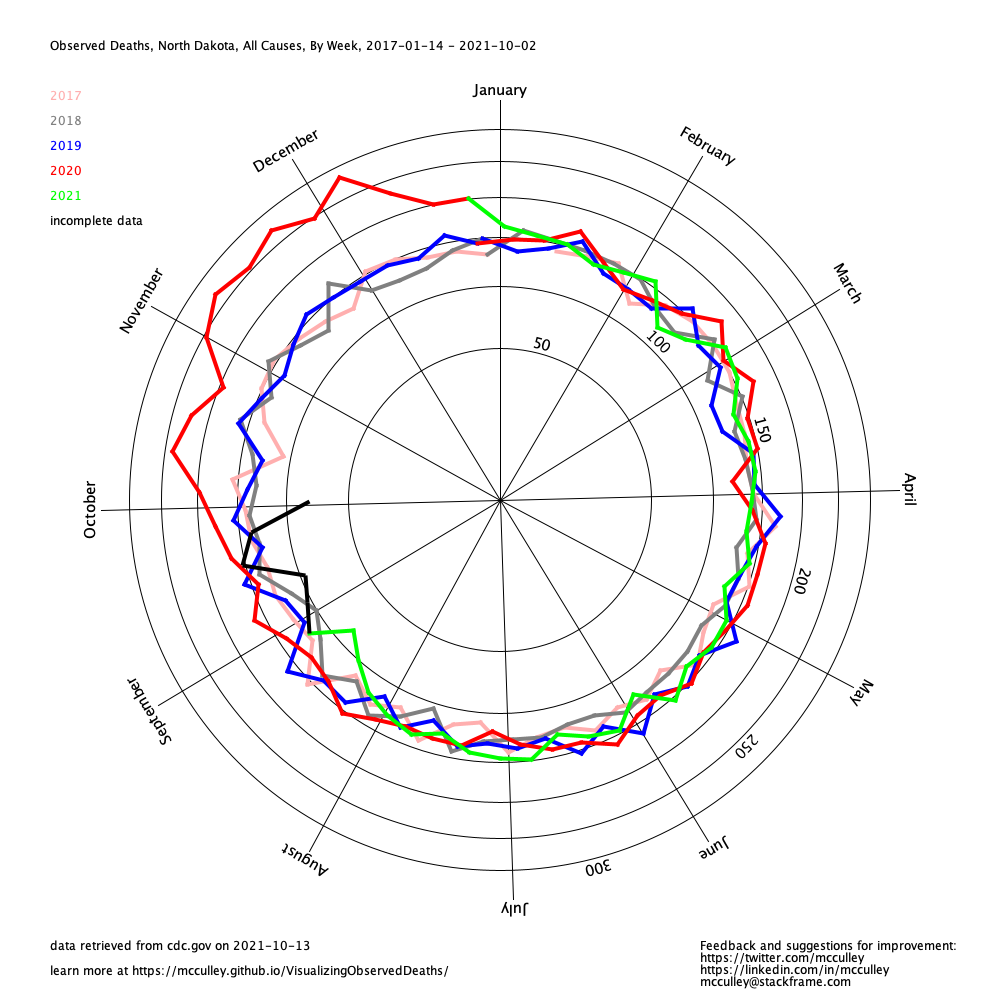 Observed Deaths, North Dakota, All Causes, By Week, 2017-01-14 - 2021-10-02
2017
2018
2019
2020
2021
incomplete data
January
February
March
April
May
June
July
August
September
October
November
December
50
100
150
200
250
300
data retrieved from cdc.gov on 2021-10-13
learn more at https://mcculley.github.io/VisualizingObservedDeaths/
Feedback and suggestions for improvement:
https://twitter.com/mcculley
https://linkedin.com/in/mcculley
mcculley@stackframe.com